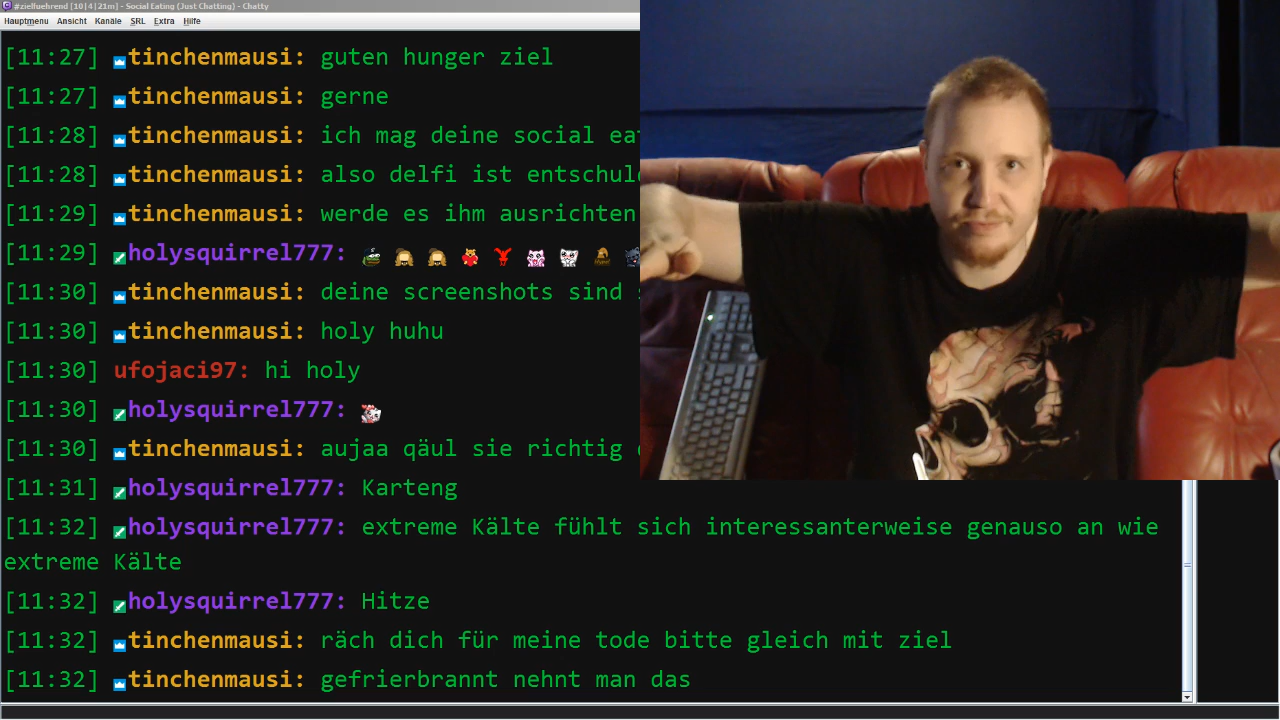 #zielfuehrend [10|4|21m] - Social Eating (Just Chatting) - Chatty
Hauptmenu Ansicht Kanäle SRL Extra Hilfe
[11:27] tinchenmausi: guten hunger ziel
[11:27] tinchenmausi: gerne
[11:28] tinchenmausi: ich mag deine social
[11:28] tinchenmausi: also delfi ist
[11:29] tinchenmausi: werde es ihm ausrichten
[11:29] holysquirrel777:
[11:30] tinchenmausi: deine screenshots sind
[11:30] tinchenmausi: holy huhu
[11:30] ufojaci97: hi holy
[11:30] holysquirrel777:
[11:30] tinchenmausi: aujaa qäul sie richtig
[11:31] holysquirrel777: Karteng
[11:32] holysquirrel777: extreme Kälte fühlt sich interessanterweise genauso an wie
extreme Kälte
[11:32] holysquirrel777: Hitze
[11:32] tinchenmausi: räch dich für meine tode bitte gleich mit ziel
[11:32] tinchenmausi: gefrierbrannt nehnt man das